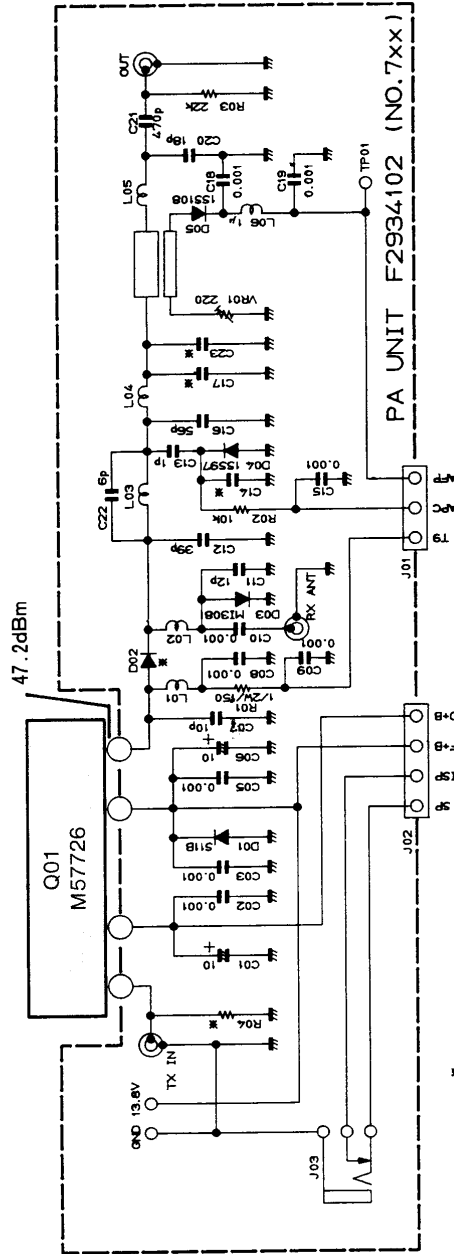 PA UNIT F2934102 (NO.7xx)
47.2dBm
Q01
M57726
GND
13.8V
TX IN
R04
*
C01
10
+
C02
0.001
C03
0.001
D01
S11B
C05
0.001
C06
10
+
C07
10p
L01
R01
1/2W/150
C08
0.001
C09
0.001
D02
*
L02
C10
0.001
D03
MI308
C11
12p
RX ANT
C12
39p
L03
C22
6p
C13
1p
R02
10k
C14
*
D04
1SS97
C15
0.001
C16
56p
L04
C17
*
C23
*
VR01 220
D05
1SS108
L06 1μ
C18
0.001
C19
0.001
TP01
L05
C20
18p
C21
470p
R03
22k
OUT
J01
T9
J02
SP
J03